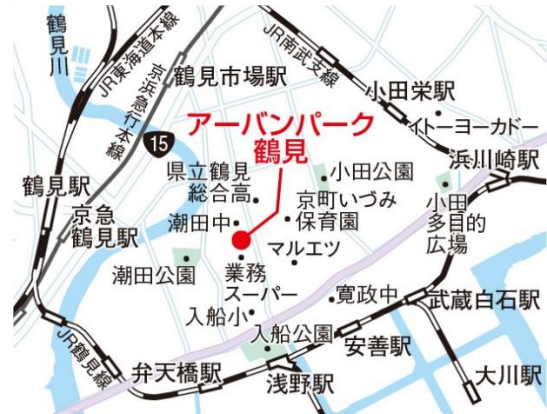 鶴見川
JR東海道本線
京浜急行本線
鶴見市場駅
JR南武支線
小田栄駅
イトーヨーカドー
浜川崎駅
15
アーバンパーク
鶴見
県立鶴見
総合高
小田公園
鶴見駅
京急
鶴見駅
潮田中
京町いづみ
保育園
小田
多目的
広場
潮田公園
業務
スーパー
マルエツ
入船小
寛政中
武蔵白石駅
入船公園
安善駅
JR鶴見線
弁天橋駅
浅野駅
大川駅